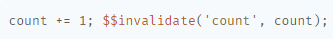 count += 1; $$invalidate('count', count);